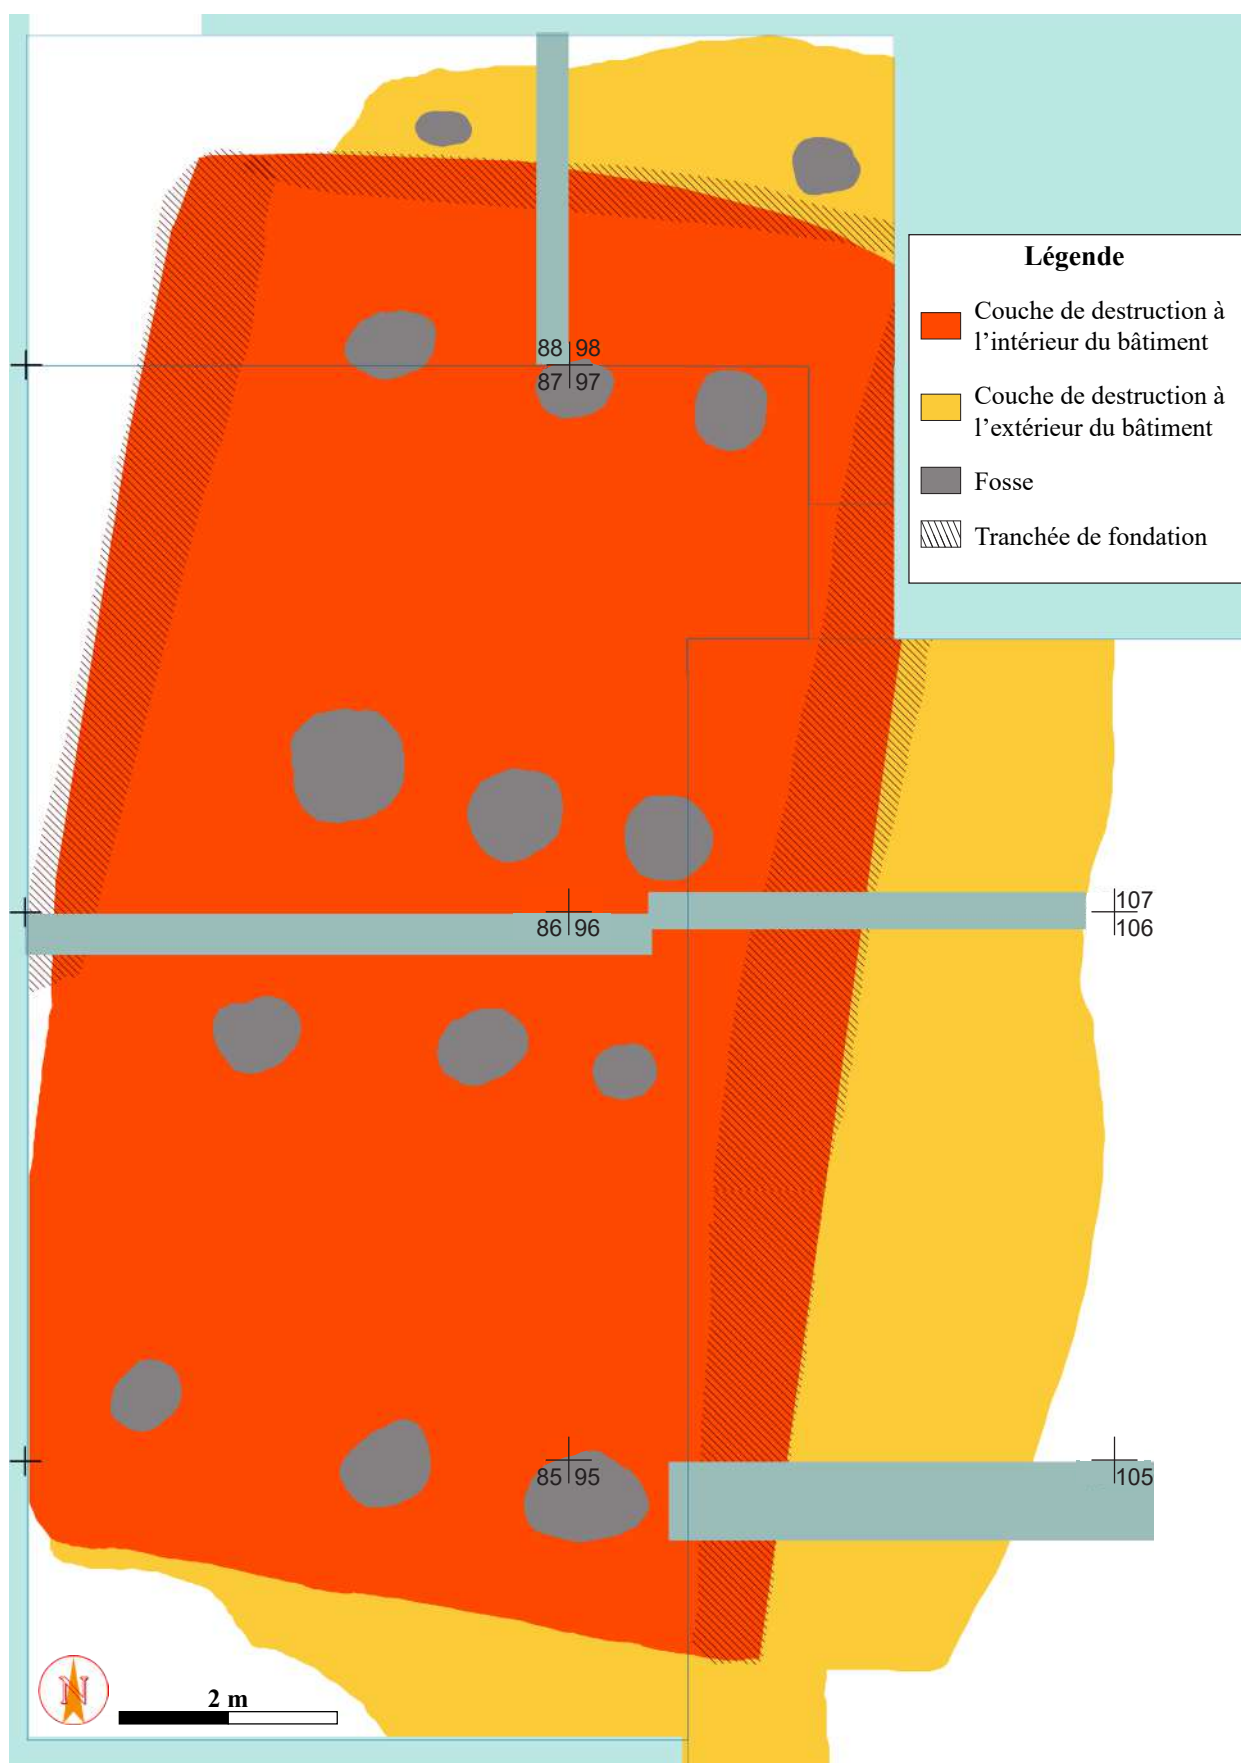 Légende
Couche de destruction à
l’intérieur du bâtiment
Couche de destruction à
l’extérieur du bâtiment
Fosse
Tranchée de fondation
88 98
87 97
107
86 96
106
85 95
105
N
2 m